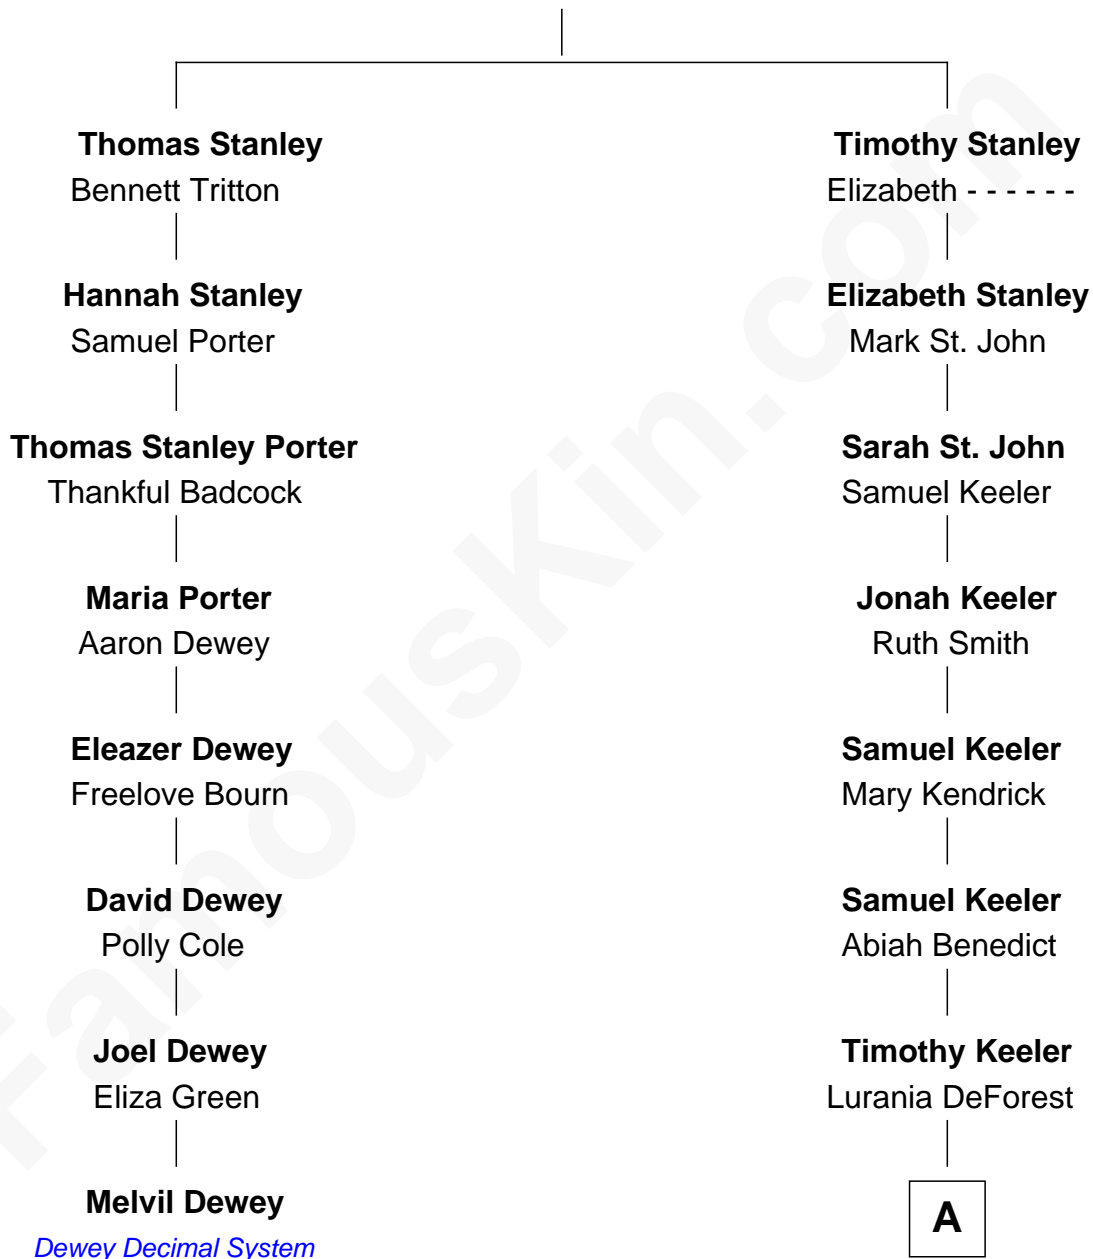 Thomas Stanley
Bennett Tritton
Hannah Stanley
Samuel Porter
Thomas Stanley Porter
Thankful Badcock
Maria Porter
Aaron Dewey
Eleazer Dewey
Freelove Bourn
David Dewey
Polly Cole
Joel Dewey
Eliza Green
Melvil Dewey
Dewey Decimal System
Timothy Stanley
Elizabeth - - - - - -
Elizabeth Stanley
Mark St. John
Sarah St. John
Samuel Keeler
Jonah Keeler
Ruth Smith
Samuel Keeler
Mary Kendrick
Samuel Keeler
Abiah Benedict
Timothy Keeler
Lurania DeForest
A
FamousKin.com